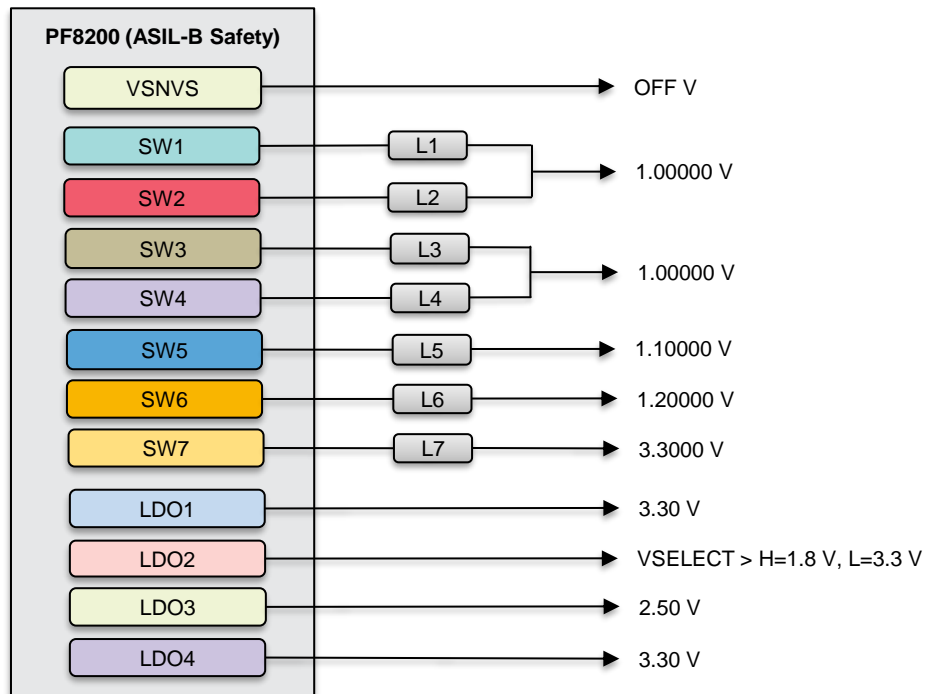 PF8200 (ASIL-B Safety)
VSNVS
OFF V
SW1
L1
1.00000 V
SW2
L2
SW3
L3
1.00000 V
SW4
L4
SW5
L5
1.10000 V
SW6
L6
1.20000 V
SW7
L7
3.3000 V
LDO1
3.30 V
LDO2
VSELECT > H=1.8 V, L=3.3 V
LDO3
2.50 V
LDO4
3.30 V